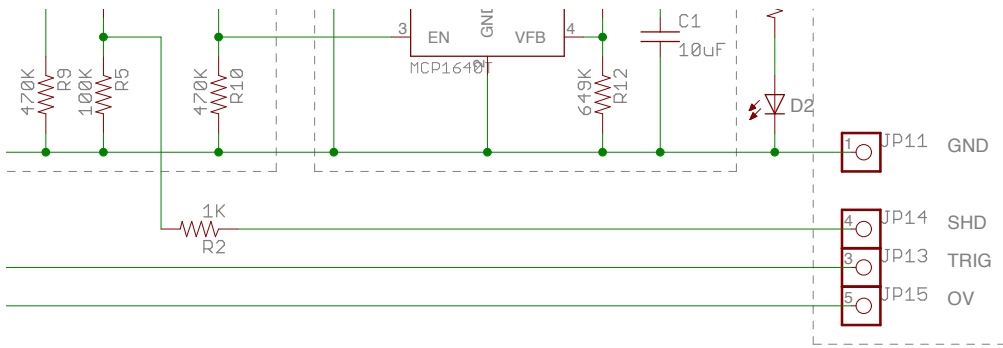 C1
10uF
3
EN
GND
VFB
4
MCP1640T
2
470K
R9
100K
R5
470K
R10
649K
R12
D2
1
JP11
GND
1K
R2
4
JP14
SHD
3
JP13
TRIG
5
JP15
OV